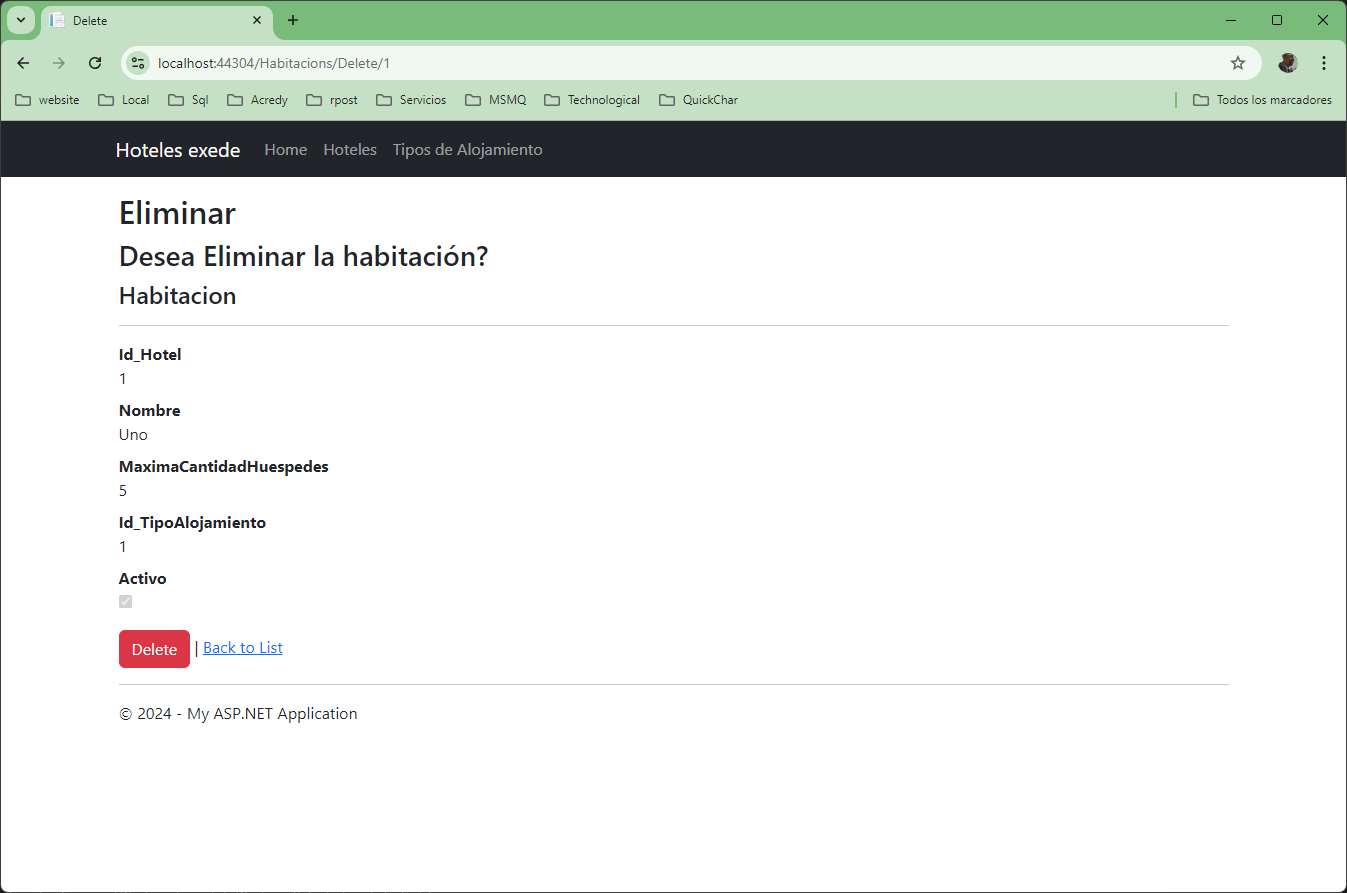 Delete
localhost:44304/Habitacions/Delete/1
website Local Sql Acredy rpost Servicios MSMQ Technological QuickChar Todos los marcadores
Hoteles exede Home Hoteles Tipos de Alojamiento
Eliminar
Desea Eliminar la habitación?
Habitacion
Id_Hotel
1
Nombre
Uno
MaximaCantidadHuespedes
5
Id_TipoAlojamiento
1
Activo
Delete | Back to List
© 2024 - My ASP.NET Application